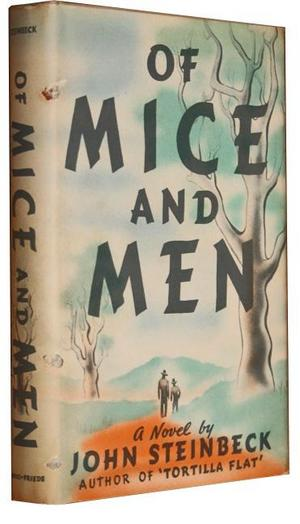 OF
MICE
AND
MEN
A Novel by
JOHN STEINBECK
AUTHOR OF 'TORTILLA FLAT'
STEINBECK
OF MICE AND MEN